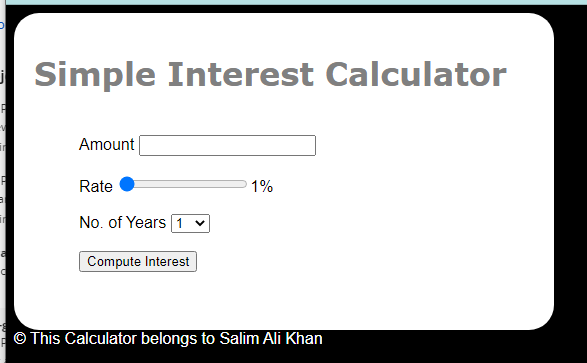 Simple Interest Calculator
Amount
Rate 1%
No. of Years 1
Compute Interest
© This Calculator belongs to Salim Ali Khan